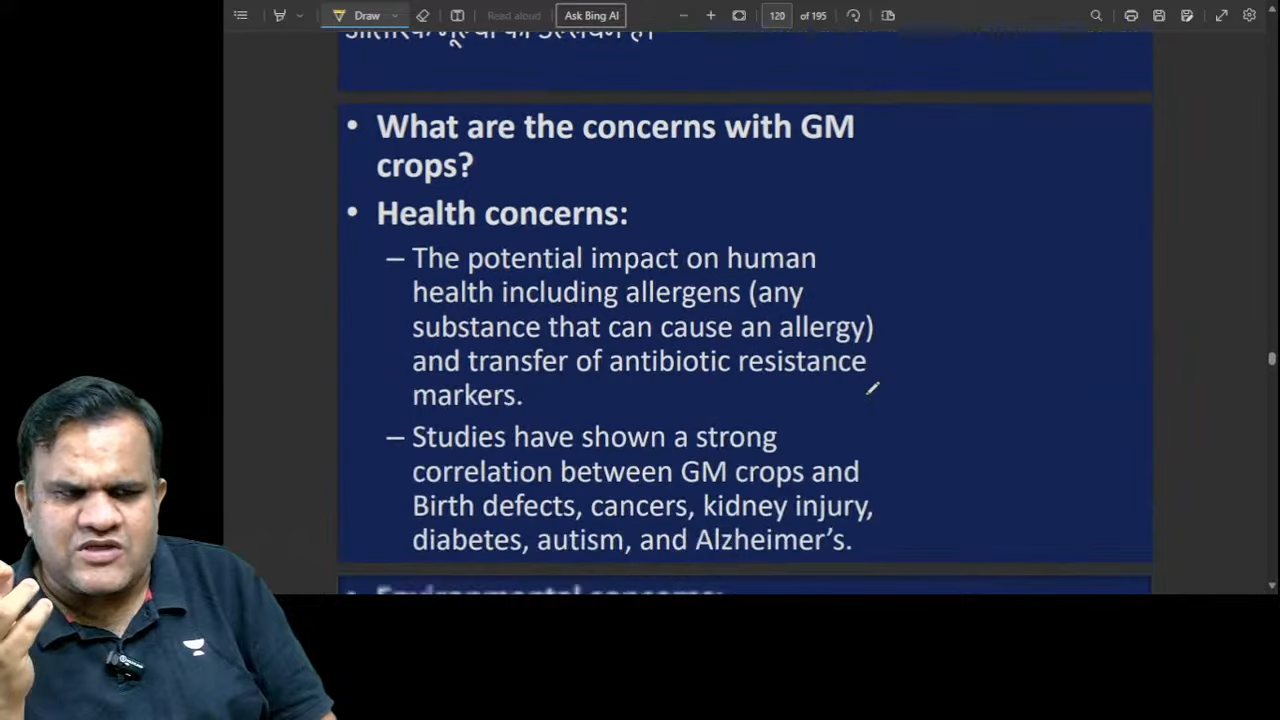 Draw
Read aloud
Ask Bing AI
120 of 195
• What are the concerns with GM
crops?
• Health concerns:
– The potential impact on human
health including allergens (any
substance that can cause an allergy)
and transfer of antibiotic resistance
markers.
– Studies have shown a strong
correlation between GM crops and
Birth defects, cancers, kidney injury,
diabetes, autism, and Alzheimer's.
• Environmental concerns: